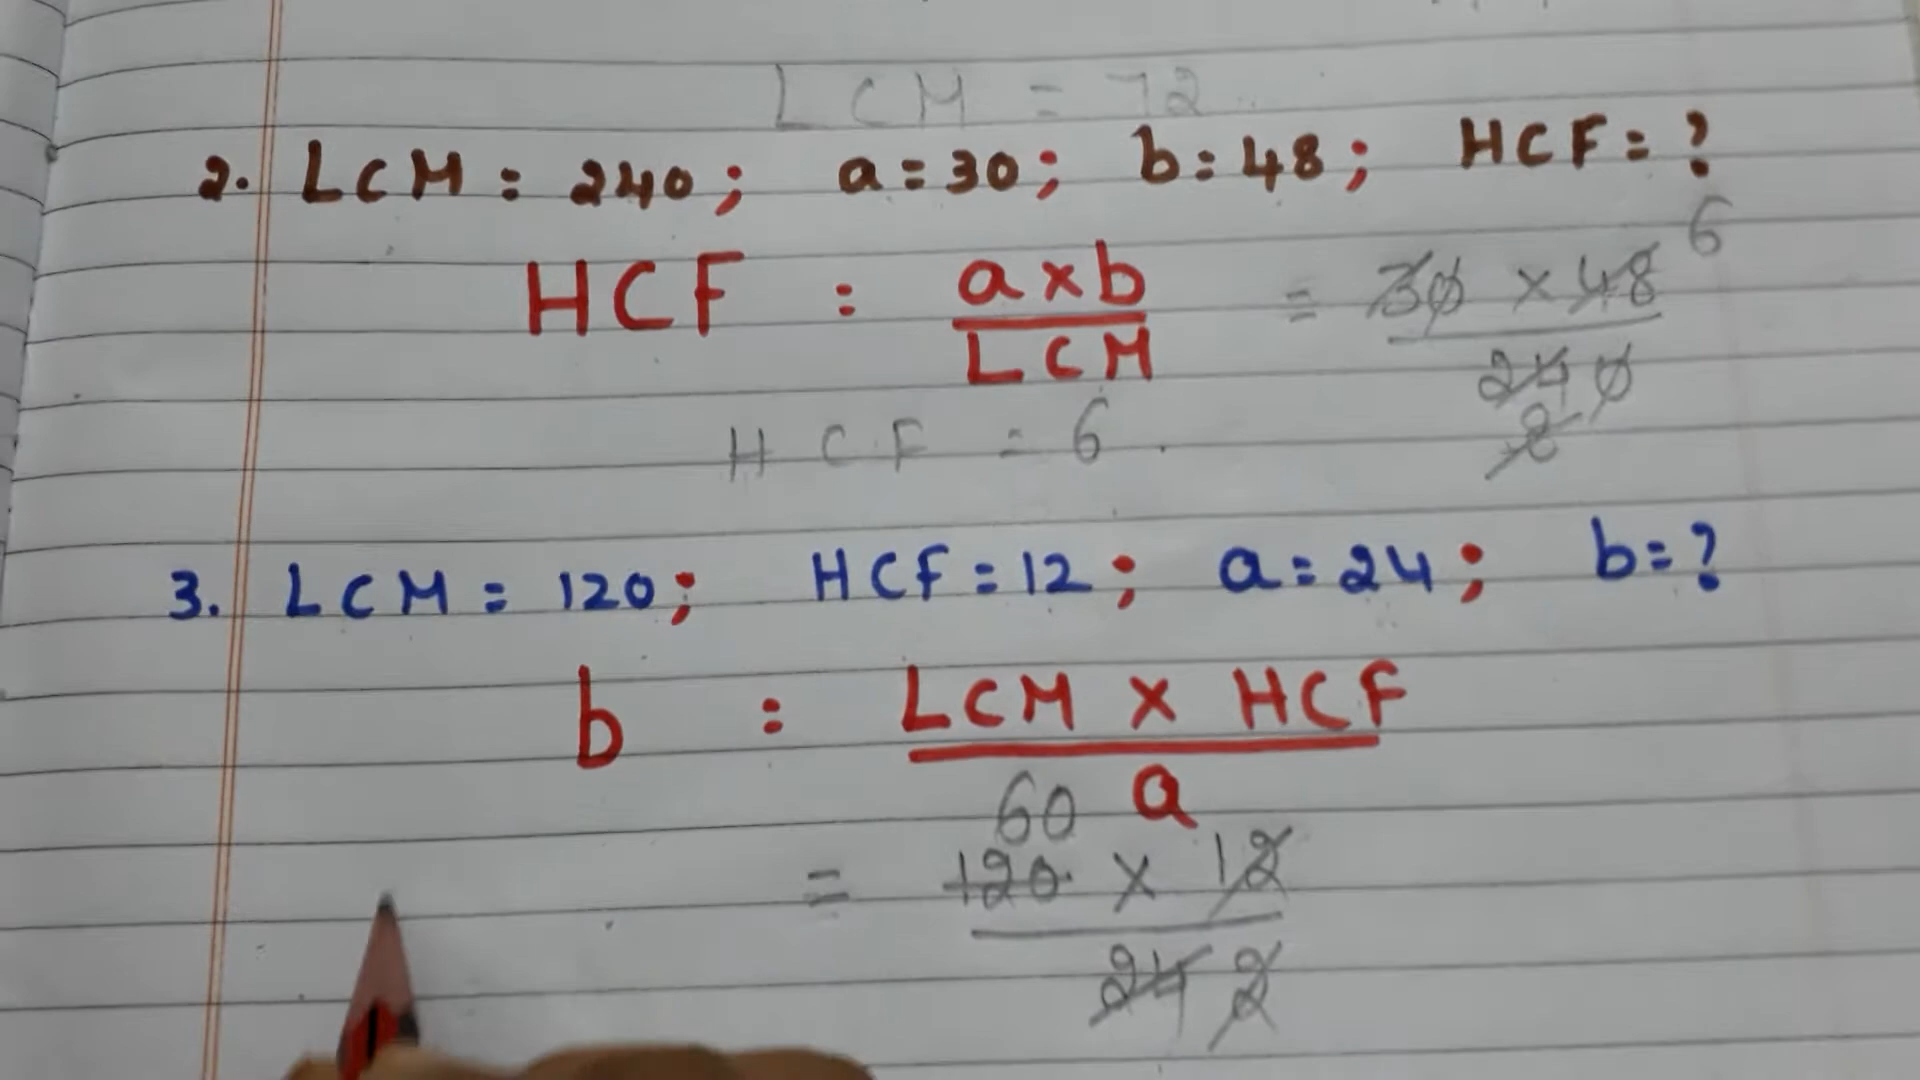 LCM = 72
2. LCM = 240; a = 30; b = 48; HCF = ?
6
HCF = a x b = 30 x 48
LCM 240
8
HCF = 6.
3. LCM = 120; HCF = 12; a = 24; b = ?
b = LCM x HCF
a
60
= 120 x 12
24 2